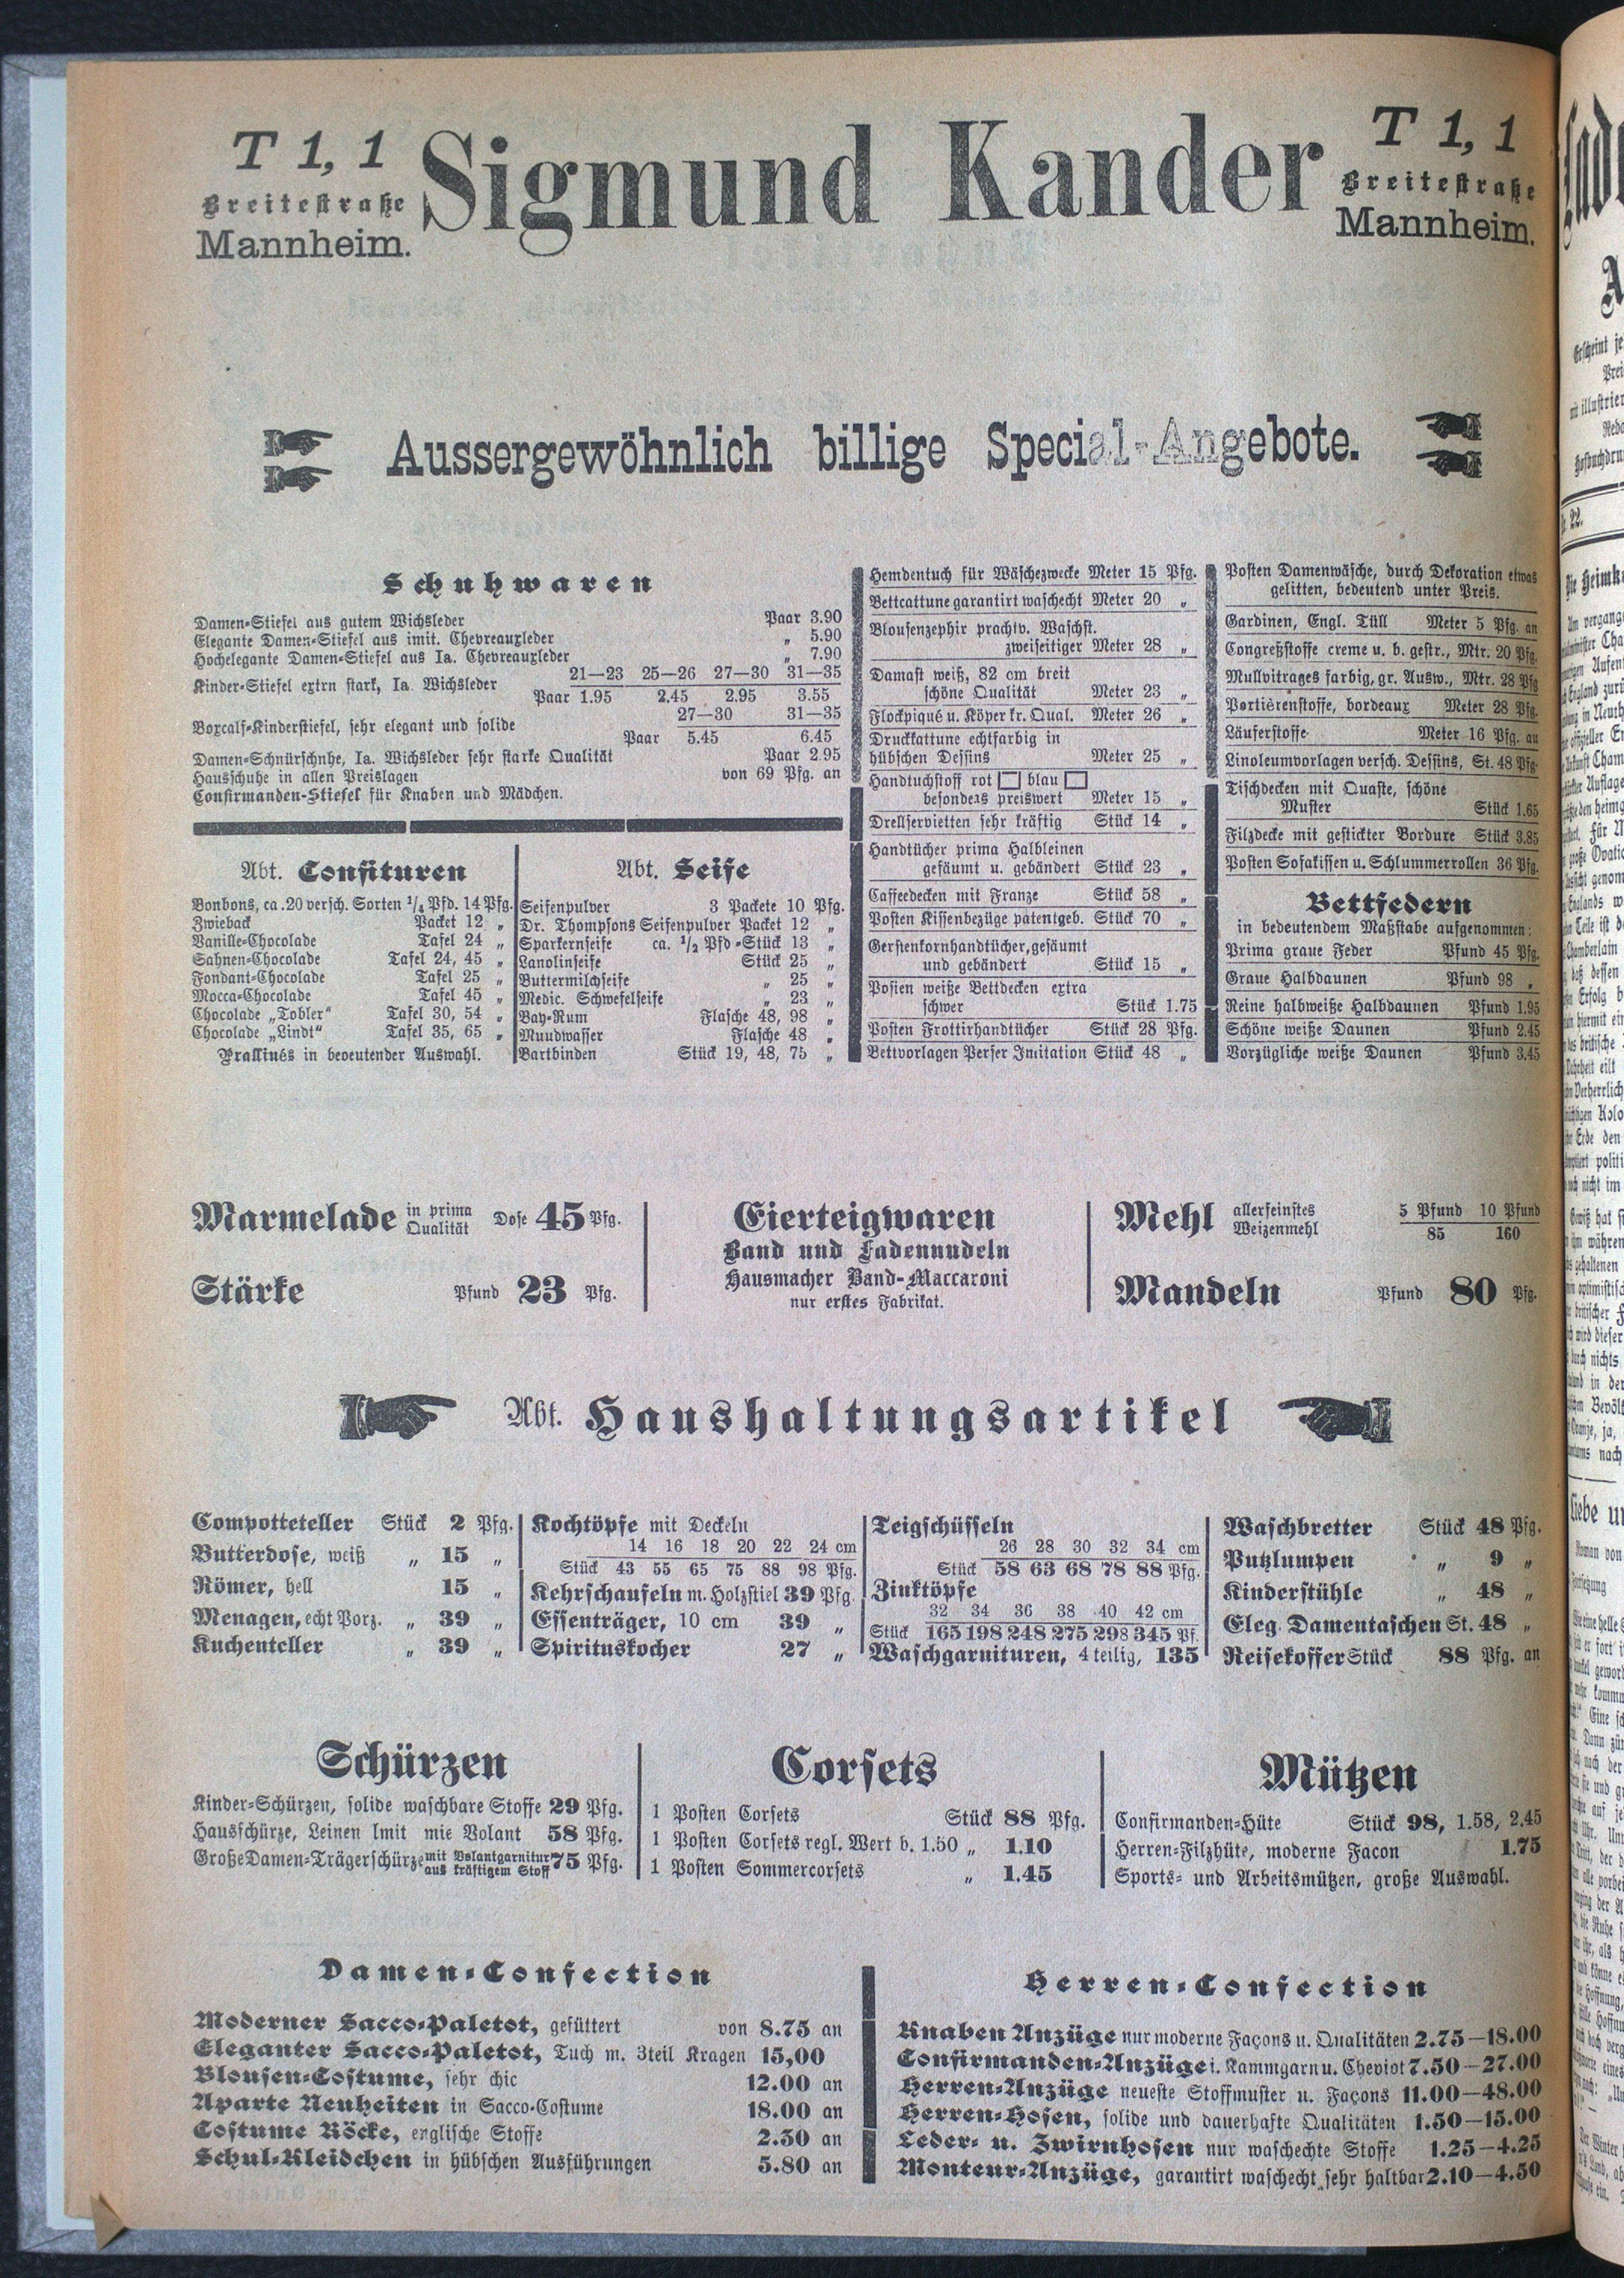 T 1, 1
Breitestraße
Mannheim.
Sigmund Kander
T 1, 1
Breitestraße
Mannheim.
Aussergewöhnlich billige Special-Angebote.
Schuhwaren
Damen-Stiefel aus gutem Wichsleder Paar 3.90
Elegante Damen-Stiefel aus imit. Chevreauxleder „ 5.90
Hochelegante Damen-Stiefel aus Ia. Chevreauxleder „ 7.90
21—23 25—26 27—30 31—35
Kinder-Stiefel extrn stark, Ia Wichsleder
Paar 1.95 2.45 2.95 3.55
27—30 31—35
Boxcalf-Kinderstiefel, sehr elegant und solide
Paar 5.45 6.45
Damen-Schnürschnhe, Ia. Wichsleder sehr starke Qualität Paar 2.95
Hausschuhe in allen Preislagen von 69 Pfg. an
Confirmanden-Stiefel für Knaben und Mädchen.
Abt. Confituren
Bonbons, ca. 20 versch. Sorten 1/4 Pfd. 14 Pfg.
Zwieback Packet 12 „
Vanille-Chocolade Tafel 24 „
Sahnen-Chocolade Tafel 24, 45 „
Fondant-Chocolade Tafel 25 „
Mocca-Chocolade Tafel 45 „
Chocolade „Tobler“ Tafel 30, 54 „
Chocolade „Lindt“ Tafel 35, 65 „
Prallinés in beoeutender Auswahl.
Abt. Seife
Seifenpulver 3 Packete 10 Pfg.
Dr. Thompsons Seifenpulver Packet 12 „
Sparkernseife ca. 1/2 Pfd-Stück 13 „
Lanolinseife Stück 25 „
Buttermilchseife „ 25 „
Medic. Schwefelseife „ 23 „
Bay-Rum Flasche 48, 98 „
Muudwasser Flasche 48 „
Bartbinden Stück 19, 48, 75 „
Hemdentuch für Wäschezwecke Meter 15 Pfg.
Bettcattune garantirt waschecht Meter 20 „
Blousenzephir prachtv. Waschst.
zweiseitiger Meter 28 „
Damast weiß, 82 cm breit
schöne Qualität Meter 23 „
Flockpiqué u. Köper kr. Qual. Meter 26 „
Druckkattune echtfarbig in
hübschen Dessins Meter 25 „
Handtuchstoff rot □ blau □
besonders preiswert Meter 15 „
Drellservietten sehr kräftig Stück 14 „
Handtücher prima Halbleinen
gesäumt u. gebändert Stück 23 „
Caffeedecken mit Franze Stück 58 „
Posten Kissenbezüge patentgeb. Stück 70 „
Gerstenkornhandtücher, gesäumt
und gebändert Stück 15 „
Posten weiße Bettdecken extra
schwer Stück 1.75
Posten Frottirhandtücher Stück 28 Pfg.
Bettvorlagen Perser Imitation Stück 48 „
Posten Damenwäsche, durch Dekoration etwas
gelitten, bedeutend unter Preis.
Gardinen, Engl. Tüll Meter 5 Pfg. an
Congreßstoffe creme u. b. gestr., Mtr. 20 Pfg.
Mullvitrages farbig, gr. Ausw., Mtr. 28 Pfg
Portièrenstoffe, bordeaux Meter 28 Pfg.
Läuferstoffe Meter 16 Pfg. an
Linoleumvorlagen versch. Dessins, St. 48 Pfg.
Tischdecken mit Quaste, schöne
Muster Stück 1.65
Filzdecke mit gestickter Bordure Stück 3.85
Posten Sofakissen u. Schlummerrollen 36 Pfg.
Bettfedern
in bedeutendem Maßstabe aufgenommen:
Prima graue Feder Pfund 45 Pfg.
Graue Halbdaunen Pfund 98 „
Reine halbweiße Halbdaunen Pfund 1.95
Schöne weiße Daunen Pfund 2.45
Vorzügliche weiße Daunen Pfund 3.45
Marmelade in prima Qualität Dose 45 Pfg.
Stärke Pfund 23 Pfg.
Eierteigwaren
Band und Fadennudeln
Hausmacher Band-Maccaroni
nur erstes Fabrikat.
Mehl allerfeinstes Weizenmehl 5 Pfund 10 Pfund
85 160
Mandeln Pfund 80 Pfg.
Abt. Haushaltungsartikel
Compotteteller Stück 2 Pfg.
Butterdose, weiß „ 15 „
Römer, hell 15 „
Menagen, echt Porz. „ 39 „
Kuchenteller „ 39 „
Kochtöpfe mit Deckeln
14 16 18 20 22 24 cm
Stück 43 55 65 75 88 98 Pfg.
Kehrschaufeln m. Holzstiel 39 Pfg.
Essenträger, 10 cm 39 „
Spirituskocher 27 „
Teigschüsseln
26 28 30 32 34 cm
Stück 58 63 68 78 88 Pfg.
Zinktöpfe
32 34 36 38 40 42 cm
Stück 165 198 248 275 298 345 Pf.
Waschgarnituren, 4 teilig, 135
Waschbretter Stück 48 Pfg.
Putzlumpen „ 9 „
Kinderstühle „ 48 „
Eleg. Damentaschen St. 48 „
Reisekoffer Stück 88 Pfg. an
Schürzen
Kinder-Schürzen, solide waschbare Stoffe 29 Pfg.
Hausschürze, Leinen lmit mie Volant 58 Pfg.
Große Damen-Trägerschürze mit Volantgarnitur aus kräftigem Stoff 75 Pfg.
Corsets
1 Posten Corsets Stück 88 Pfg.
1 Posten Corsets regl. Wert b. 1.50 „ 1.10
1 Posten Sommercorsets „ 1.45
Mützen
Confirmanden-Hüte Stück 98, 1.58, 2.45
Herren-Filzhüte, moderne Facon 1.75
Sports- und Arbeitsmützen, große Auswahl.
Damen-Confection
Moderner Sacco-Paletot, gefüttert von 8.75 an
Eleganter Sacco-Paletot, Tuch m. 3teil Kragen 15,00
Blousen-Costume, sehr chic 12.00 an
Aparte Neuheiten in Sacco-Costume 18.00 an
Costume Röcke, englische Stoffe 2.50 an
Schul-Kleidchen in hübschen Ausführungen 5.80 an
Herren-Confection
Knaben Anzüge nur moderne Façons u. Qualitäten 2.75—18.00
Confirmanden-Anzüge i. Kammgarn u. Cheviot 7.50—27.00
Herren-Anzüge neueste Stoffmuster u. Façons 11.00—48.00
Herren-Hosen, solide und dauerhafte Qualitäten 1.50—15.00
Leder- u. Zwirnhosen nur waschechte Stoffe 1.25—4.25
Monteur-Anzüge, garantirt waschecht sehr haltbar 2.10—4.50